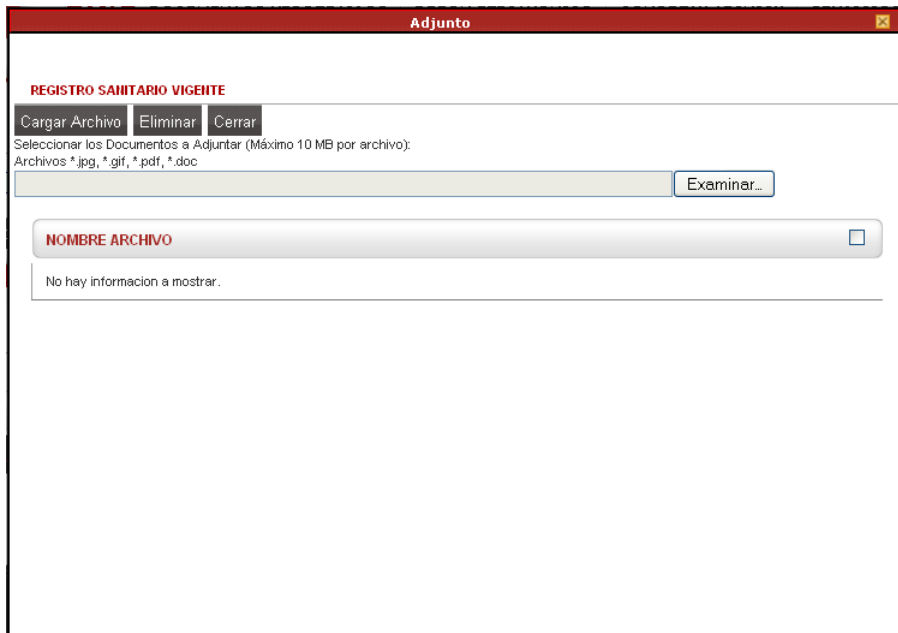 Adjunto
REGISTRO SANITARIO VIGENTE
Cargar Archivo Eliminar Cerrar
Seleccionar los Documentos a Adjuntar (Máximo 10 MB por archivo):
Archivos *.jpg, *.gif, *.pdf, *.doc
Examinar...
NOMBRE ARCHIVO
No hay informacion a mostrar.